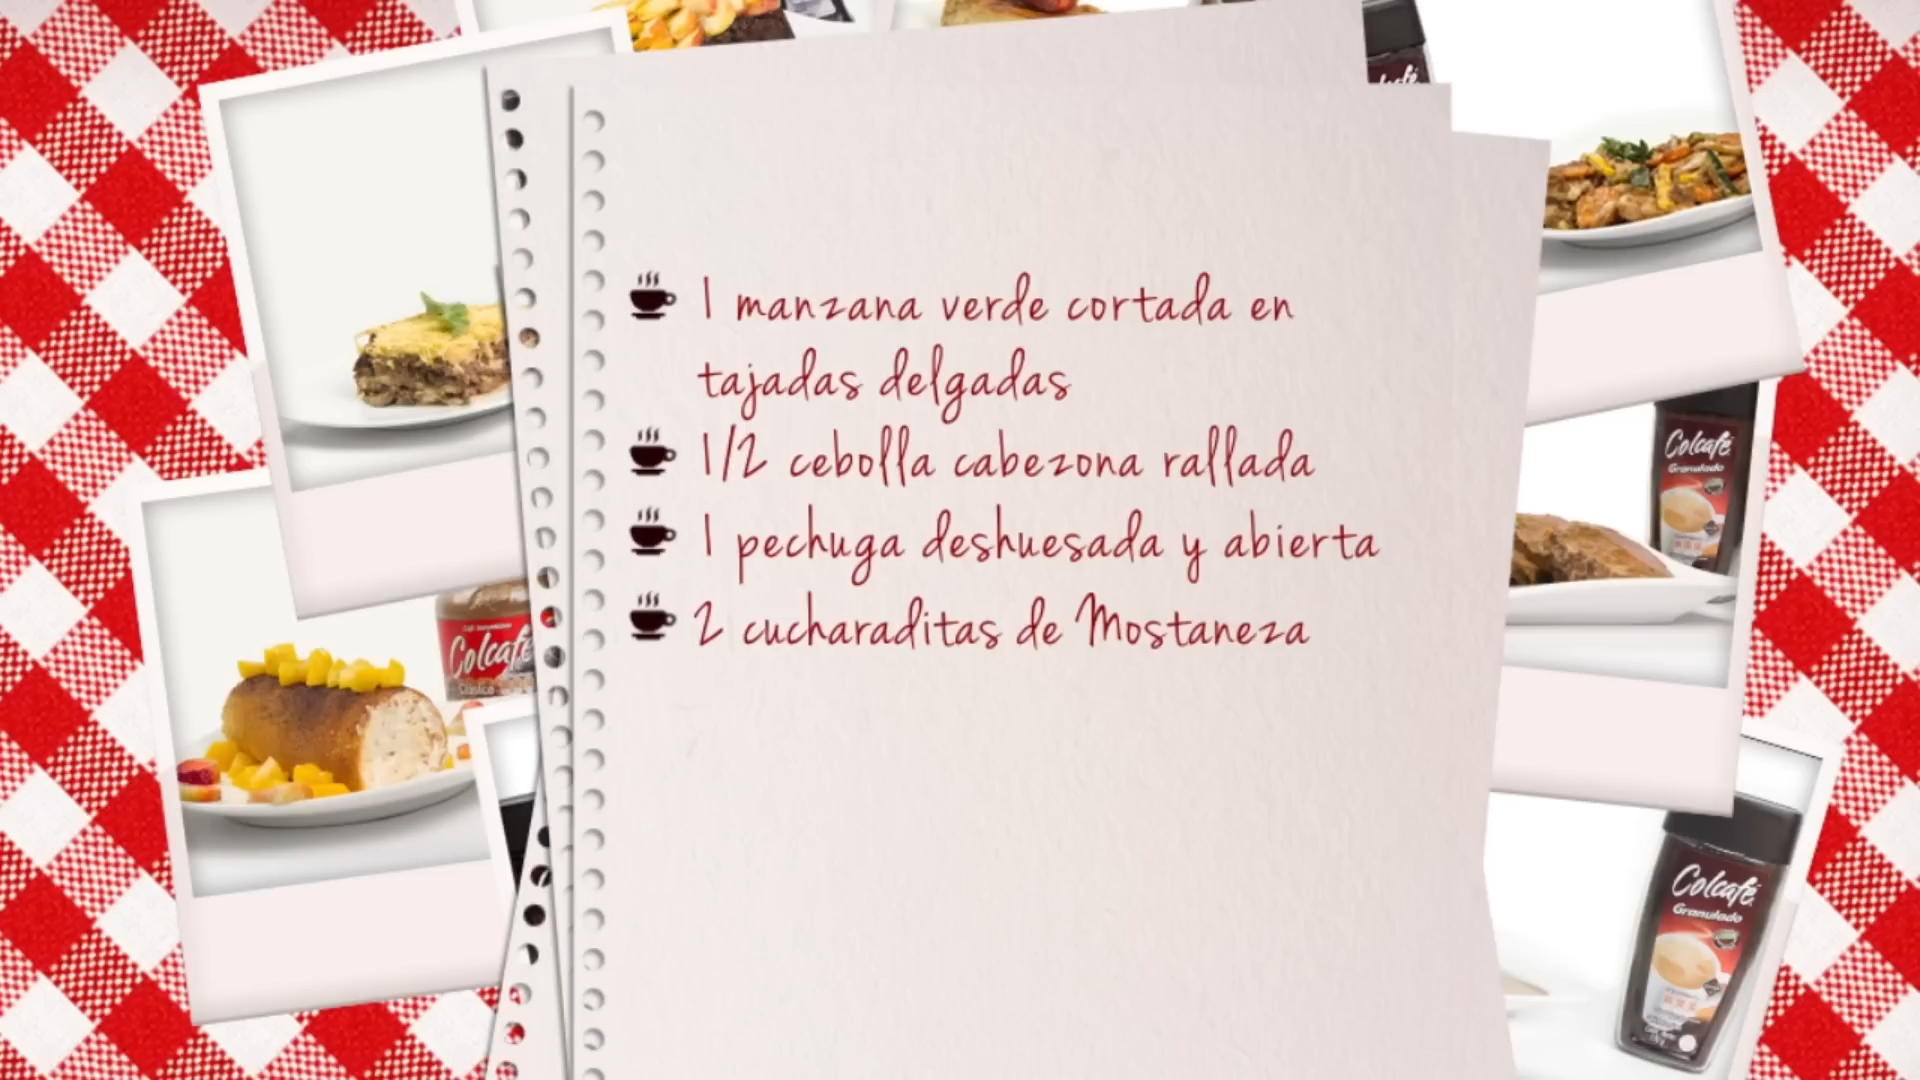 1 manzana verde cortada en
tajadas delgadas
1/2 cebolla cabezona rallada
1 pechuga deshuesada y abierta
2 cucharaditas de Mostaneza
Colcafé
Granulado
Colcafé
Clásico
Colcafé
Granulado